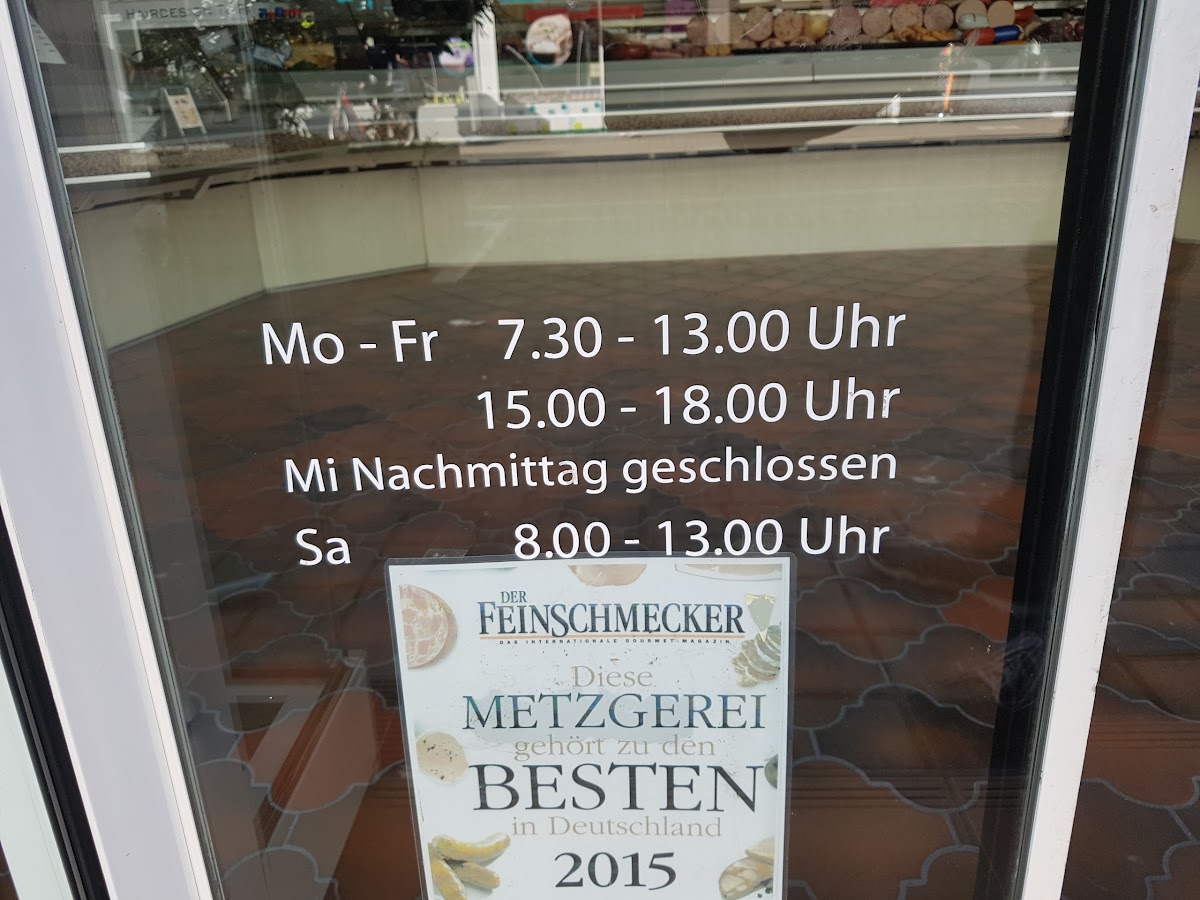 HAIRDES
Mo - Fr 7.30 - 13.00 Uhr
15.00 - 18.00 Uhr
Mi Nachmittag geschlossen
Sa 8.00 - 13.00 Uhr
DER
FEINSCHMECKER
DAS INTERNATIONALE GOURMET-MAGAZIN
Diese
METZGEREI
gehört zu den
BESTEN
in Deutschland
2015